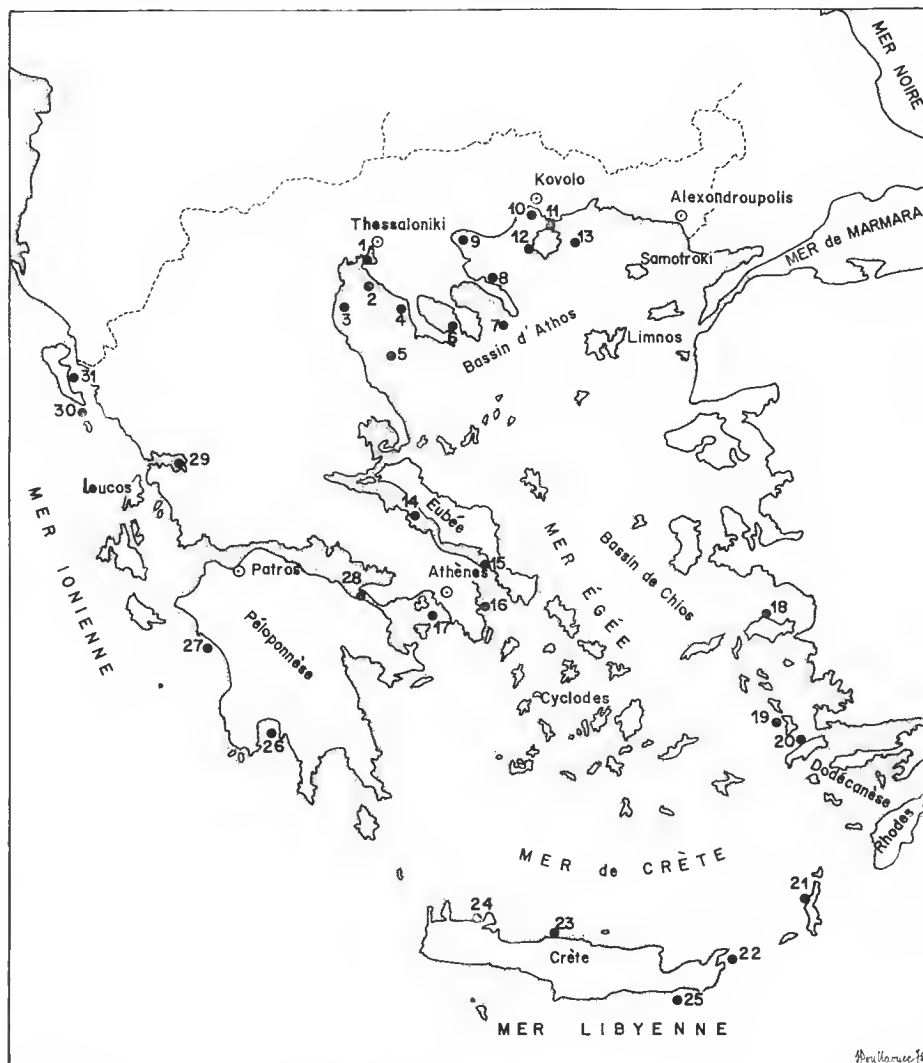 MER NOIRE
Kovolo
Alexondroupolis
Thessaloniki
MER de MARMARA
Samotroki
10
11
1
9
12
13
2
8
3
4
6
7
Bassin d'Athos
Limnos
5
31
30
29
Leucos
MER IONIENNE
14
Eubée
MER ÉGÉE
Bassin de Chios
15
Patros
28
Athènes
16
17
18
Péloponnèse
27
Cyclodes
19
20
26
Dodécanèse
Rhodes
MER de CRÈTE
21
24
23
Crète
22
25
MER LIBYENNE